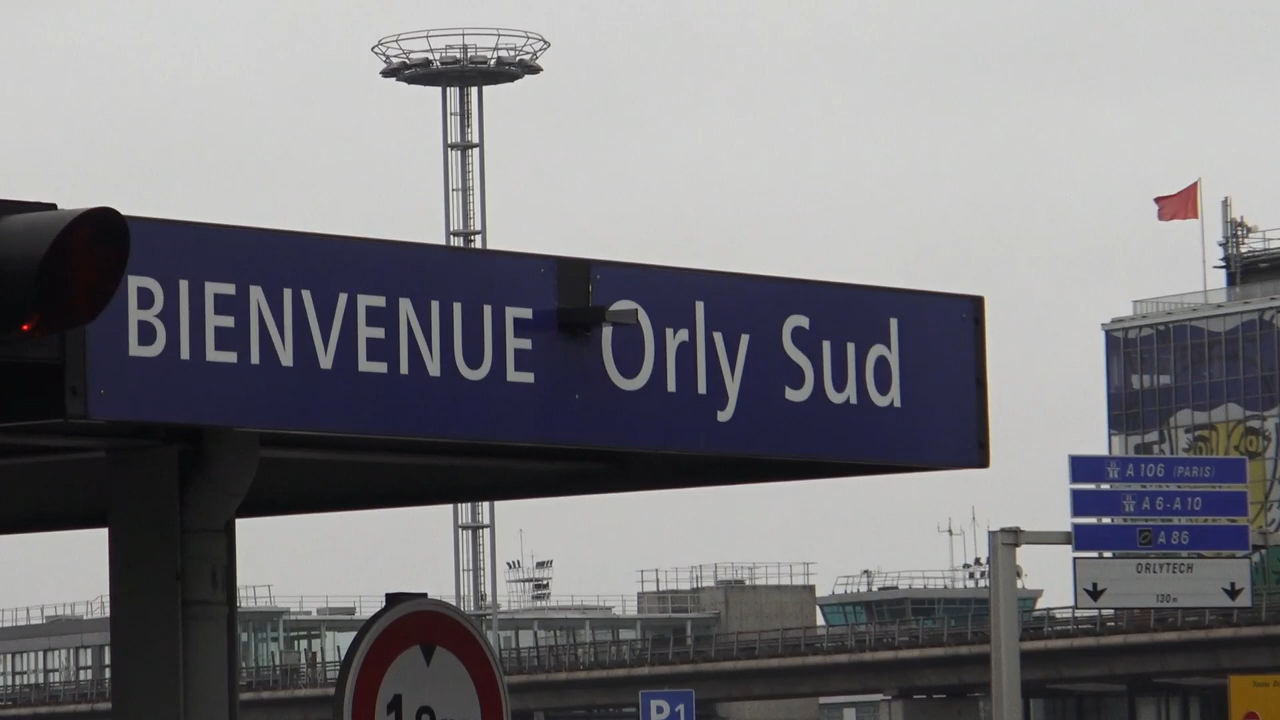 BIENVENUE Orly Sud
A 106 (PARIS)
A 6-A 10
A 86
ORLYTECH
130 m
P1